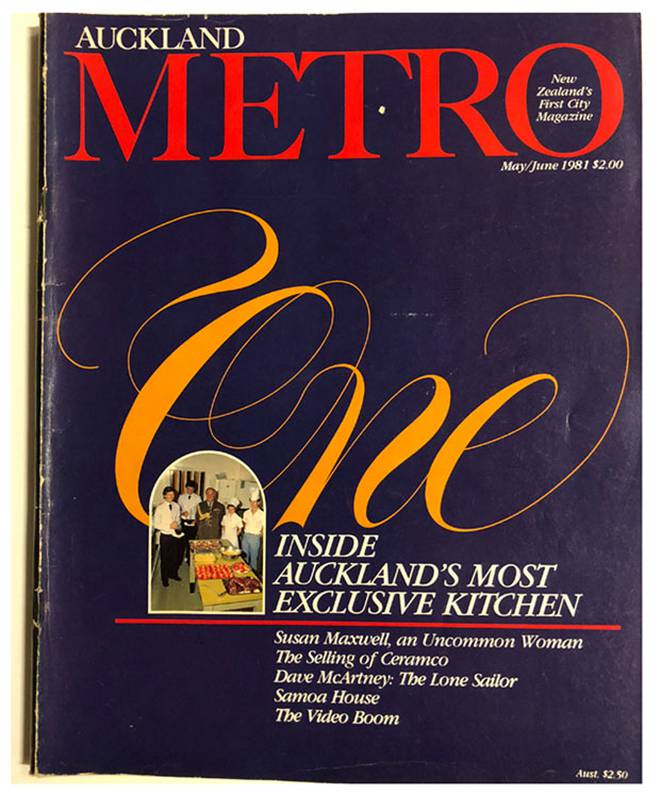 AUCKLAND
METRO
New
Zealand's
First City
Magazine
May/June 1981 $2.00
One
INSIDE
AUCKLAND'S MOST
EXCLUSIVE KITCHEN
Susan Maxwell, an Uncommon Woman
The Selling of Ceramco
Dave McArtney: The Lone Sailor
Samoa House
The Video Boom
Aust. $2.50